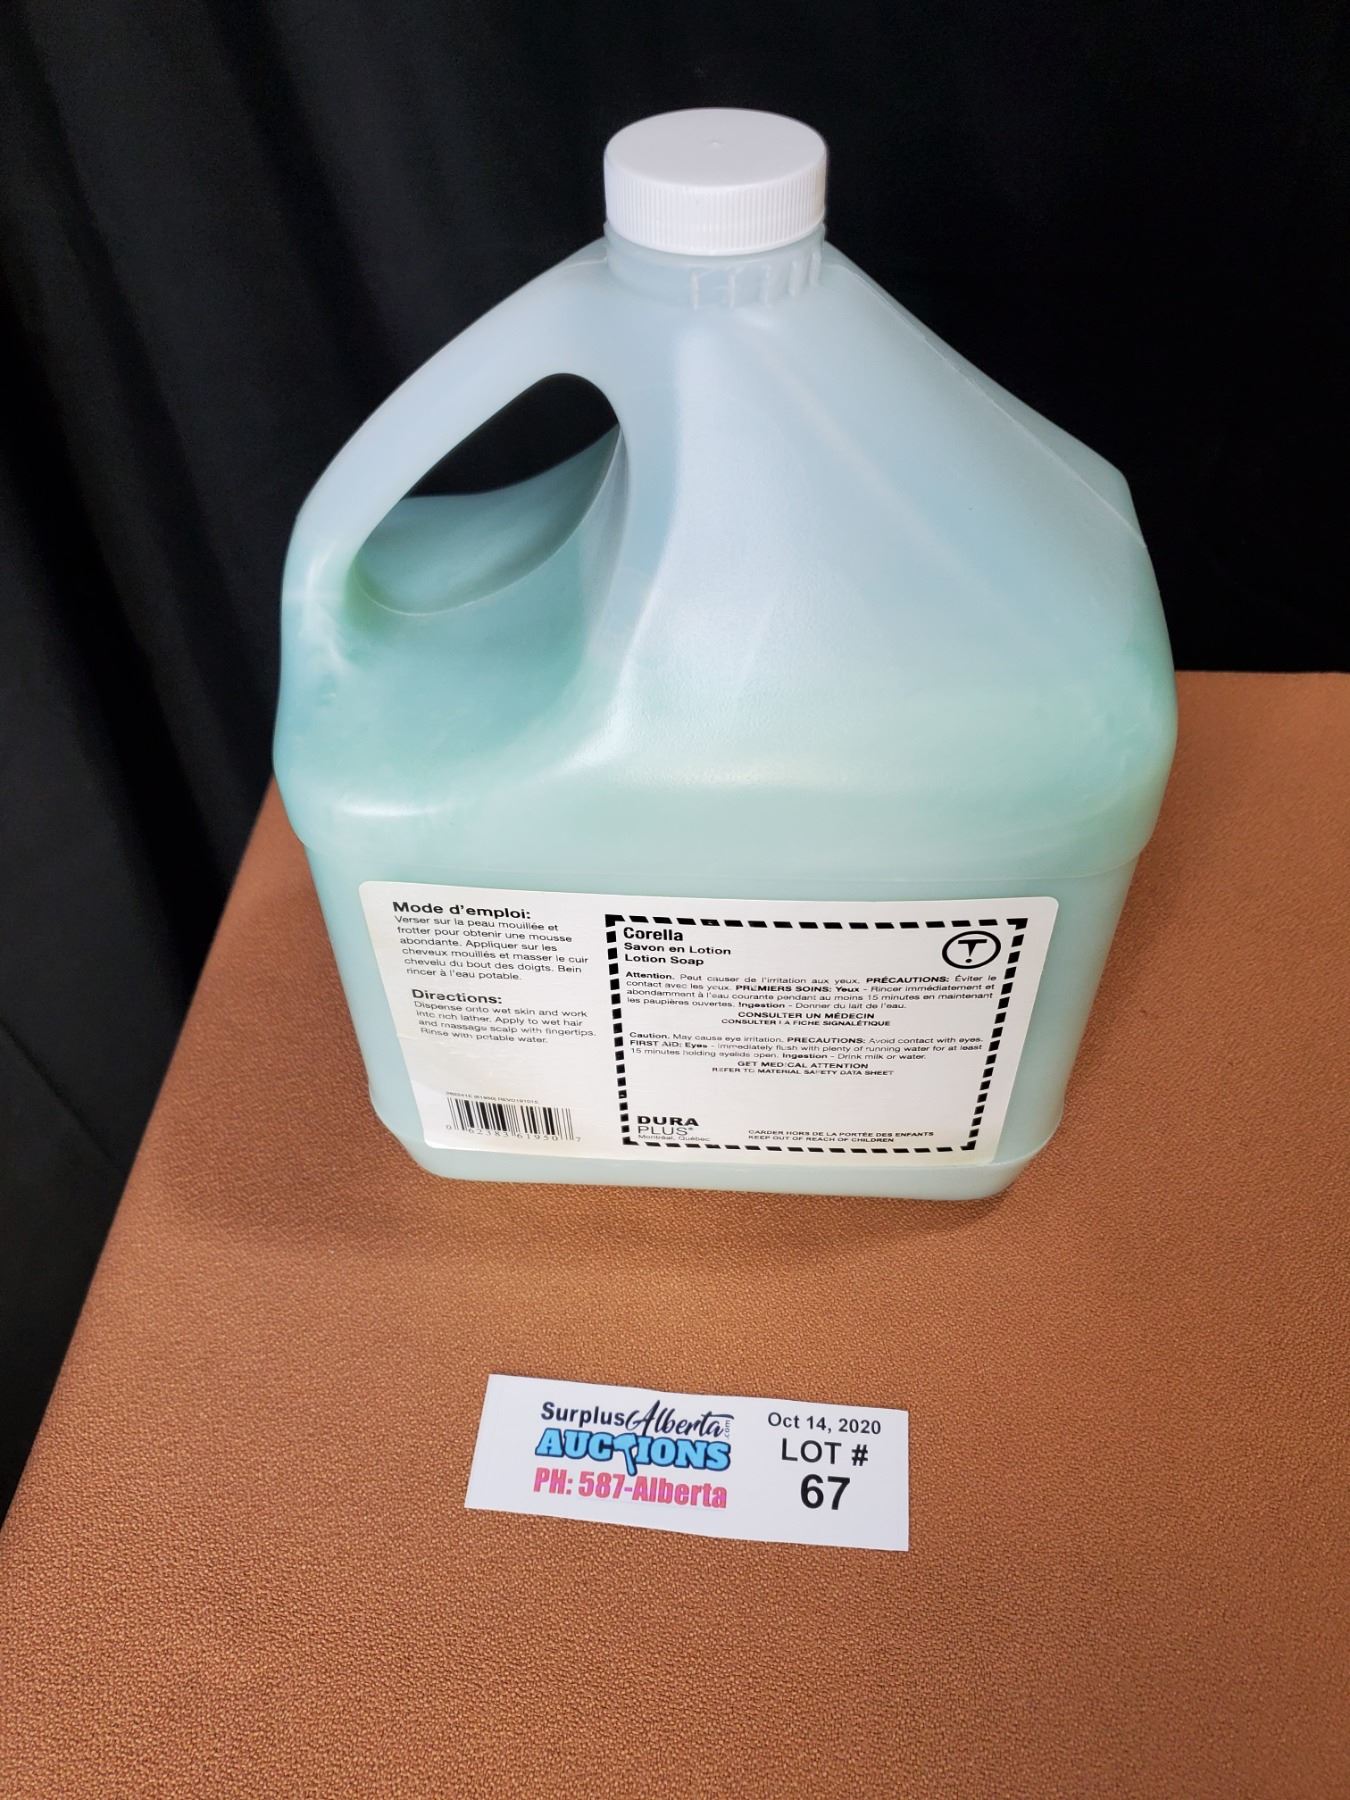 Mode d'emploi:
Verser sur la peau mouillée et
frotter pour obtenir une mousse
abondante. Appliquer sur les
cheveux mouillés et masser le cuir
chevelu du bout des doigts. Bein
rincer à l'eau potable.
Directions:
Dispense onto wet skin and work
into rich lather. Apply to wet hair
and massage scalp with fingertips.
Rinse with potable water.
0 62383 61950 7
Corella
Savon en Lotion
Lotion Soap
Attention. Peut causer de l'irritation aux yeux. PRÉCAUTIONS: Éviter le
contact avec les yeux. PREMIERS SOINS: Yeux - Rincer immédiatement et
abondamment à l'eau courante pendant au moins 15 minutes en maintenant
les paupières ouvertes. Ingestion - Donner du lait de l'eau.
CONSULTER UN MÉDECIN
CONSULTER LA FICHE SIGNALÉTIQUE
Caution. May cause eye irritation. PRECAUTIONS: Avoid contact with eyes.
FIRST AID: Eyes - immediately flush with plenty of running water for at least
15 minutes holding eyelids open. Ingestion - Drink milk or water.
GET MEDICAL ATTENTION
REFER TO MATERIAL SAFETY DATA SHEET
DURA
PLUS
Montréal, Québec
GARDER HORS DE LA PORTÉE DES ENFANTS
KEEP OUT OF REACH OF CHILDREN
SurplusAlberta.com
AUCTIONS
PH: 587-Alberta
Oct 14, 2020
LOT #
67